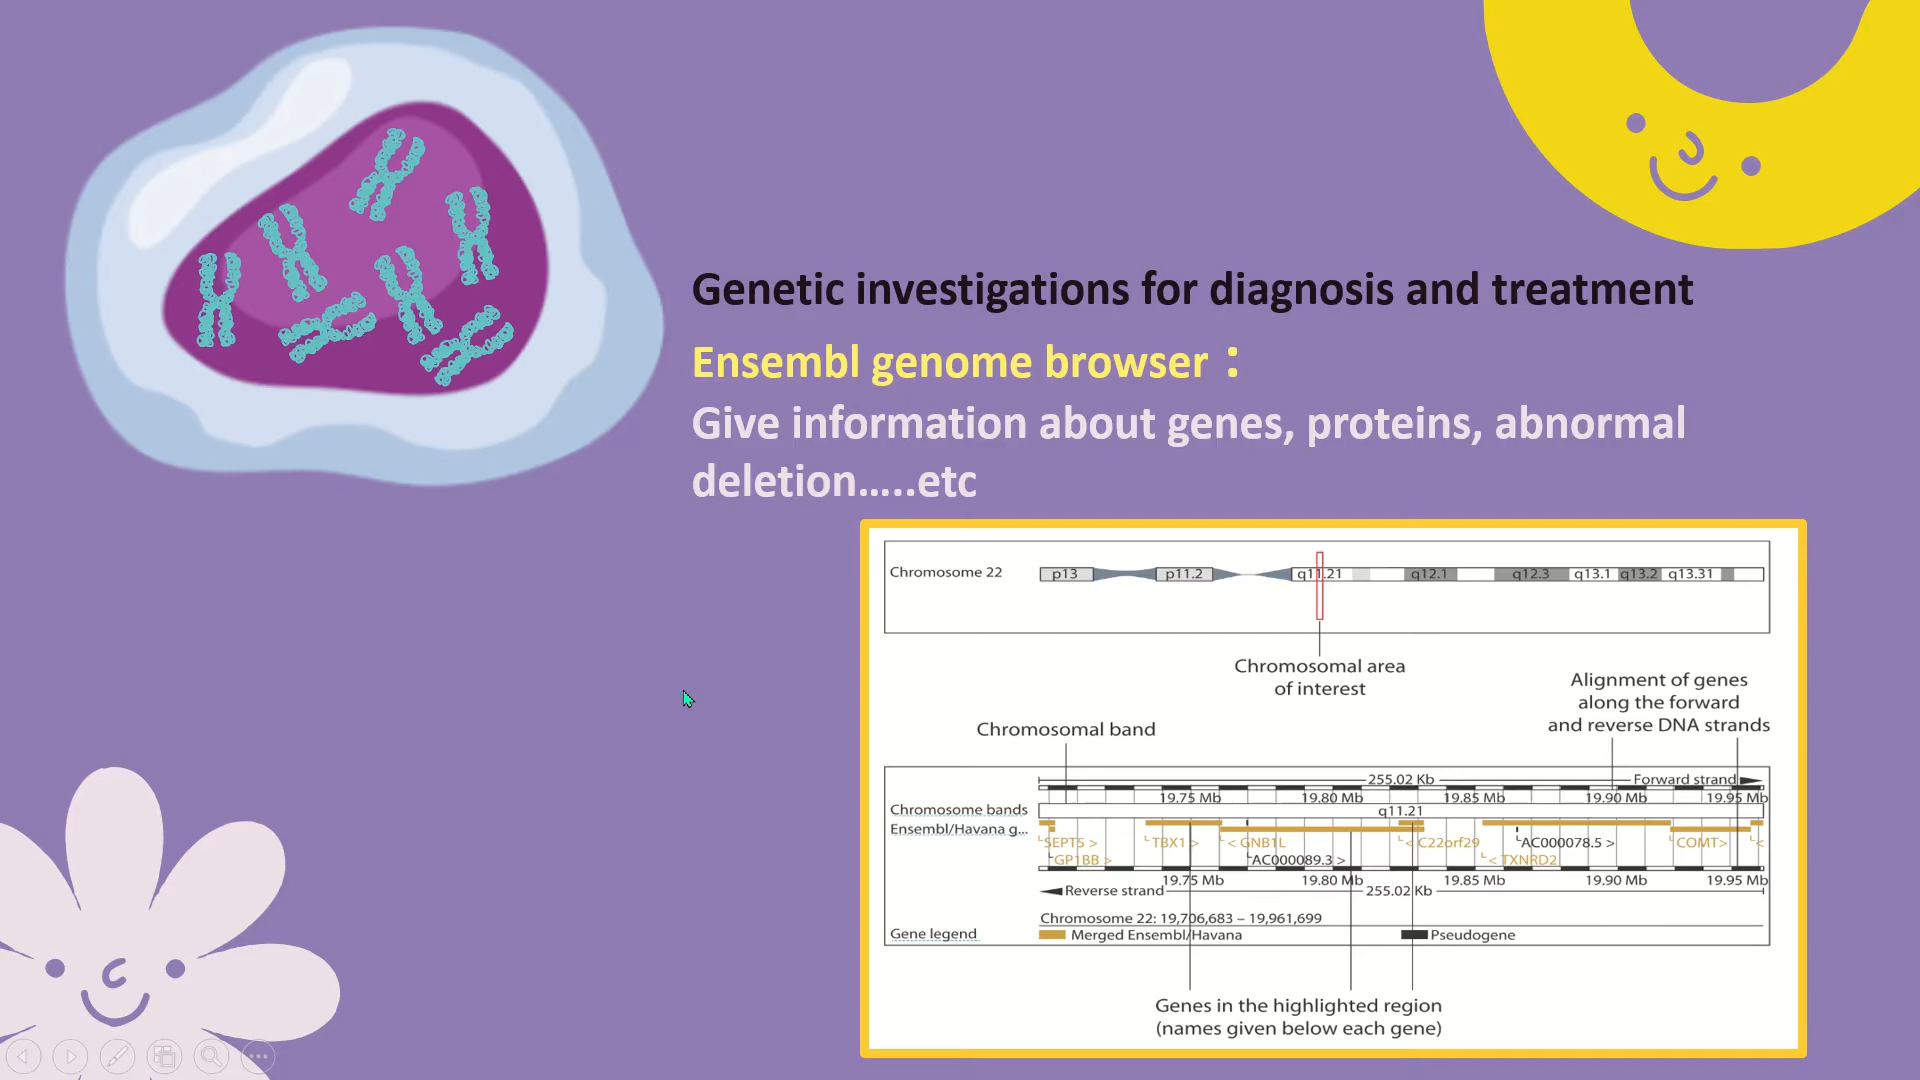 Genetic investigations for diagnosis and treatment
Ensembl genome browser：
Give information about genes, proteins, abnormal
deletion.....etc
Chromosome 22
p13 p11.2 q11.21 q12.1 q12.3 q13.1 q13.2 q13.31
Chromosomal area
of interest
Alignment of genes
along the forward
and reverse DNA strands
Chromosomal band
255.02 Kb Forward strand
19.75 Mb 19.80 Mb 19.85 Mb 19.90 Mb 19.95 Mb
Chromosome bands q11.21
Ensembl/Havana g...
SEPT5 > TBX1 > < GNB1L < C22orf29 AC000078.5 > COMT> <
GP1BB > AC000089.3 > < TXNRD2
19.75 Mb 19.80 Mb 19.85 Mb 19.90 Mb 19.95 Mb
Reverse strand 255.02 Kb
Chromosome 22: 19,706,683 – 19,961,699
Gene legend Merged Ensembl/Havana Pseudogene
Genes in the highlighted region
(names given below each gene)